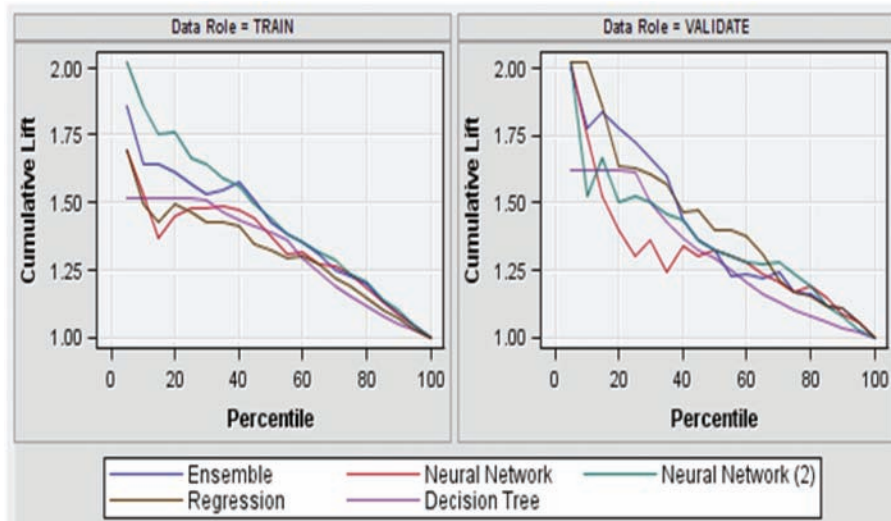 Data Role = TRAIN
Data Role = VALIDATE
Cumulative Lift
2.00
1.75
1.50
1.25
1.00
0 20 40 60 80 100
Percentile
Cumulative Lift
2.00
1.75
1.50
1.25
1.00
0 20 40 60 80 100
Percentile
Ensemble Neural Network Neural Network (2)
Regression Decision Tree